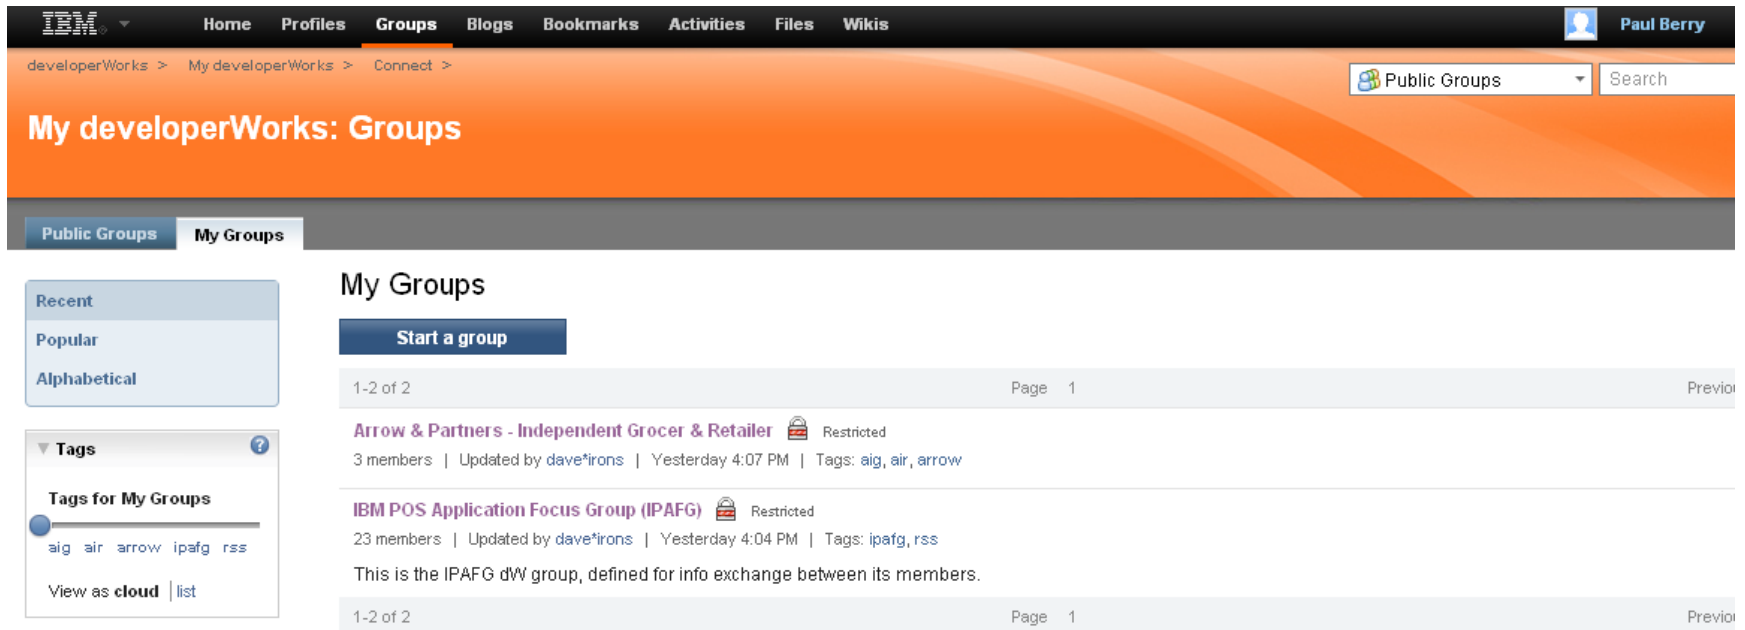 IBM® Home Profiles Groups Blogs Bookmarks Activities Files Wikis Paul Berry
developerWorks > My developerWorks > Connect >
Public Groups Search
My developerWorks: Groups
Public Groups My Groups
Recent
Popular
Alphabetical
Tags
Tags for My Groups
aig air arrow ipafg rss
View as cloud | list
My Groups
Start a group
1-2 of 2 Page 1
Arrow & Partners - Independent Grocer & Retailer Restricted
3 members | Updated by dave*irons | Yesterday 4:07 PM | Tags: aig, air, arrow
IBM POS Application Focus Group (IPAFG) Restricted
23 members | Updated by dave*irons | Yesterday 4:04 PM | Tags: ipafg, rss
This is the IPAFG dW group, defined for info exchange between its members.
1-2 of 2 Page 1